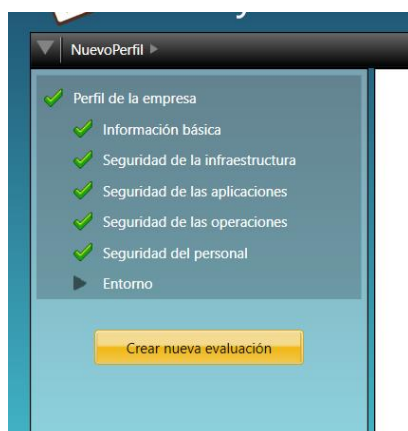 NuevoPerfil
Perfil de la empresa
Información básica
Seguridad de la infraestructura
Seguridad de las aplicaciones
Seguridad de las operaciones
Seguridad del personal
Entorno
Crear nueva evaluación